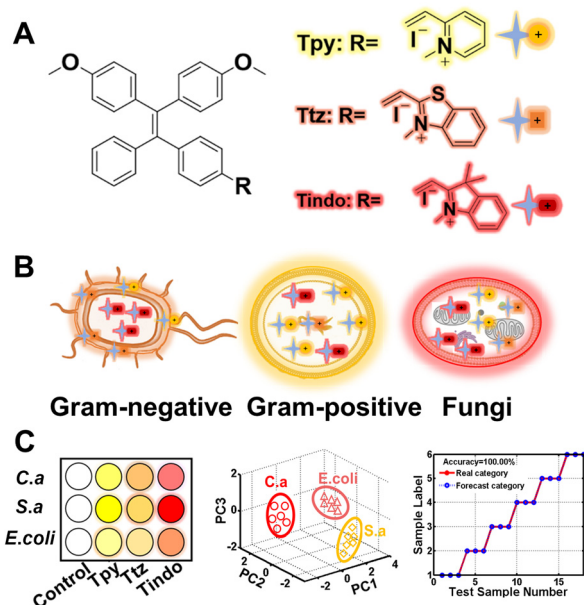 A
O
O
R
Tpy: R=
I⁻
N
+
+
Ttz: R=
I⁻
S
N
+
+
Tindo: R=
I⁻
N
+
+
B
Gram-negative Gram-positive Fungi
C
C.a
S.a
E.coli
Control
Tpy
Ttz
Tindo
PC3
2
0
-2
C.a
E.coli
S.a
2
0
-2
PC2
-2
0
2
4
PC1
Sample Label
6
5
4
3
2
1
Accuracy=100.00%
Real category
Forecast category
0 5 10 15
Test Sample Number